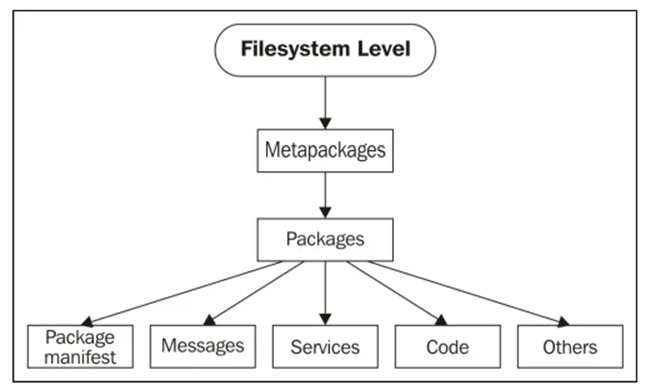 Filesystem Level
Metapackages
Packages
Package
manifest
Messages
Services
Code
Others